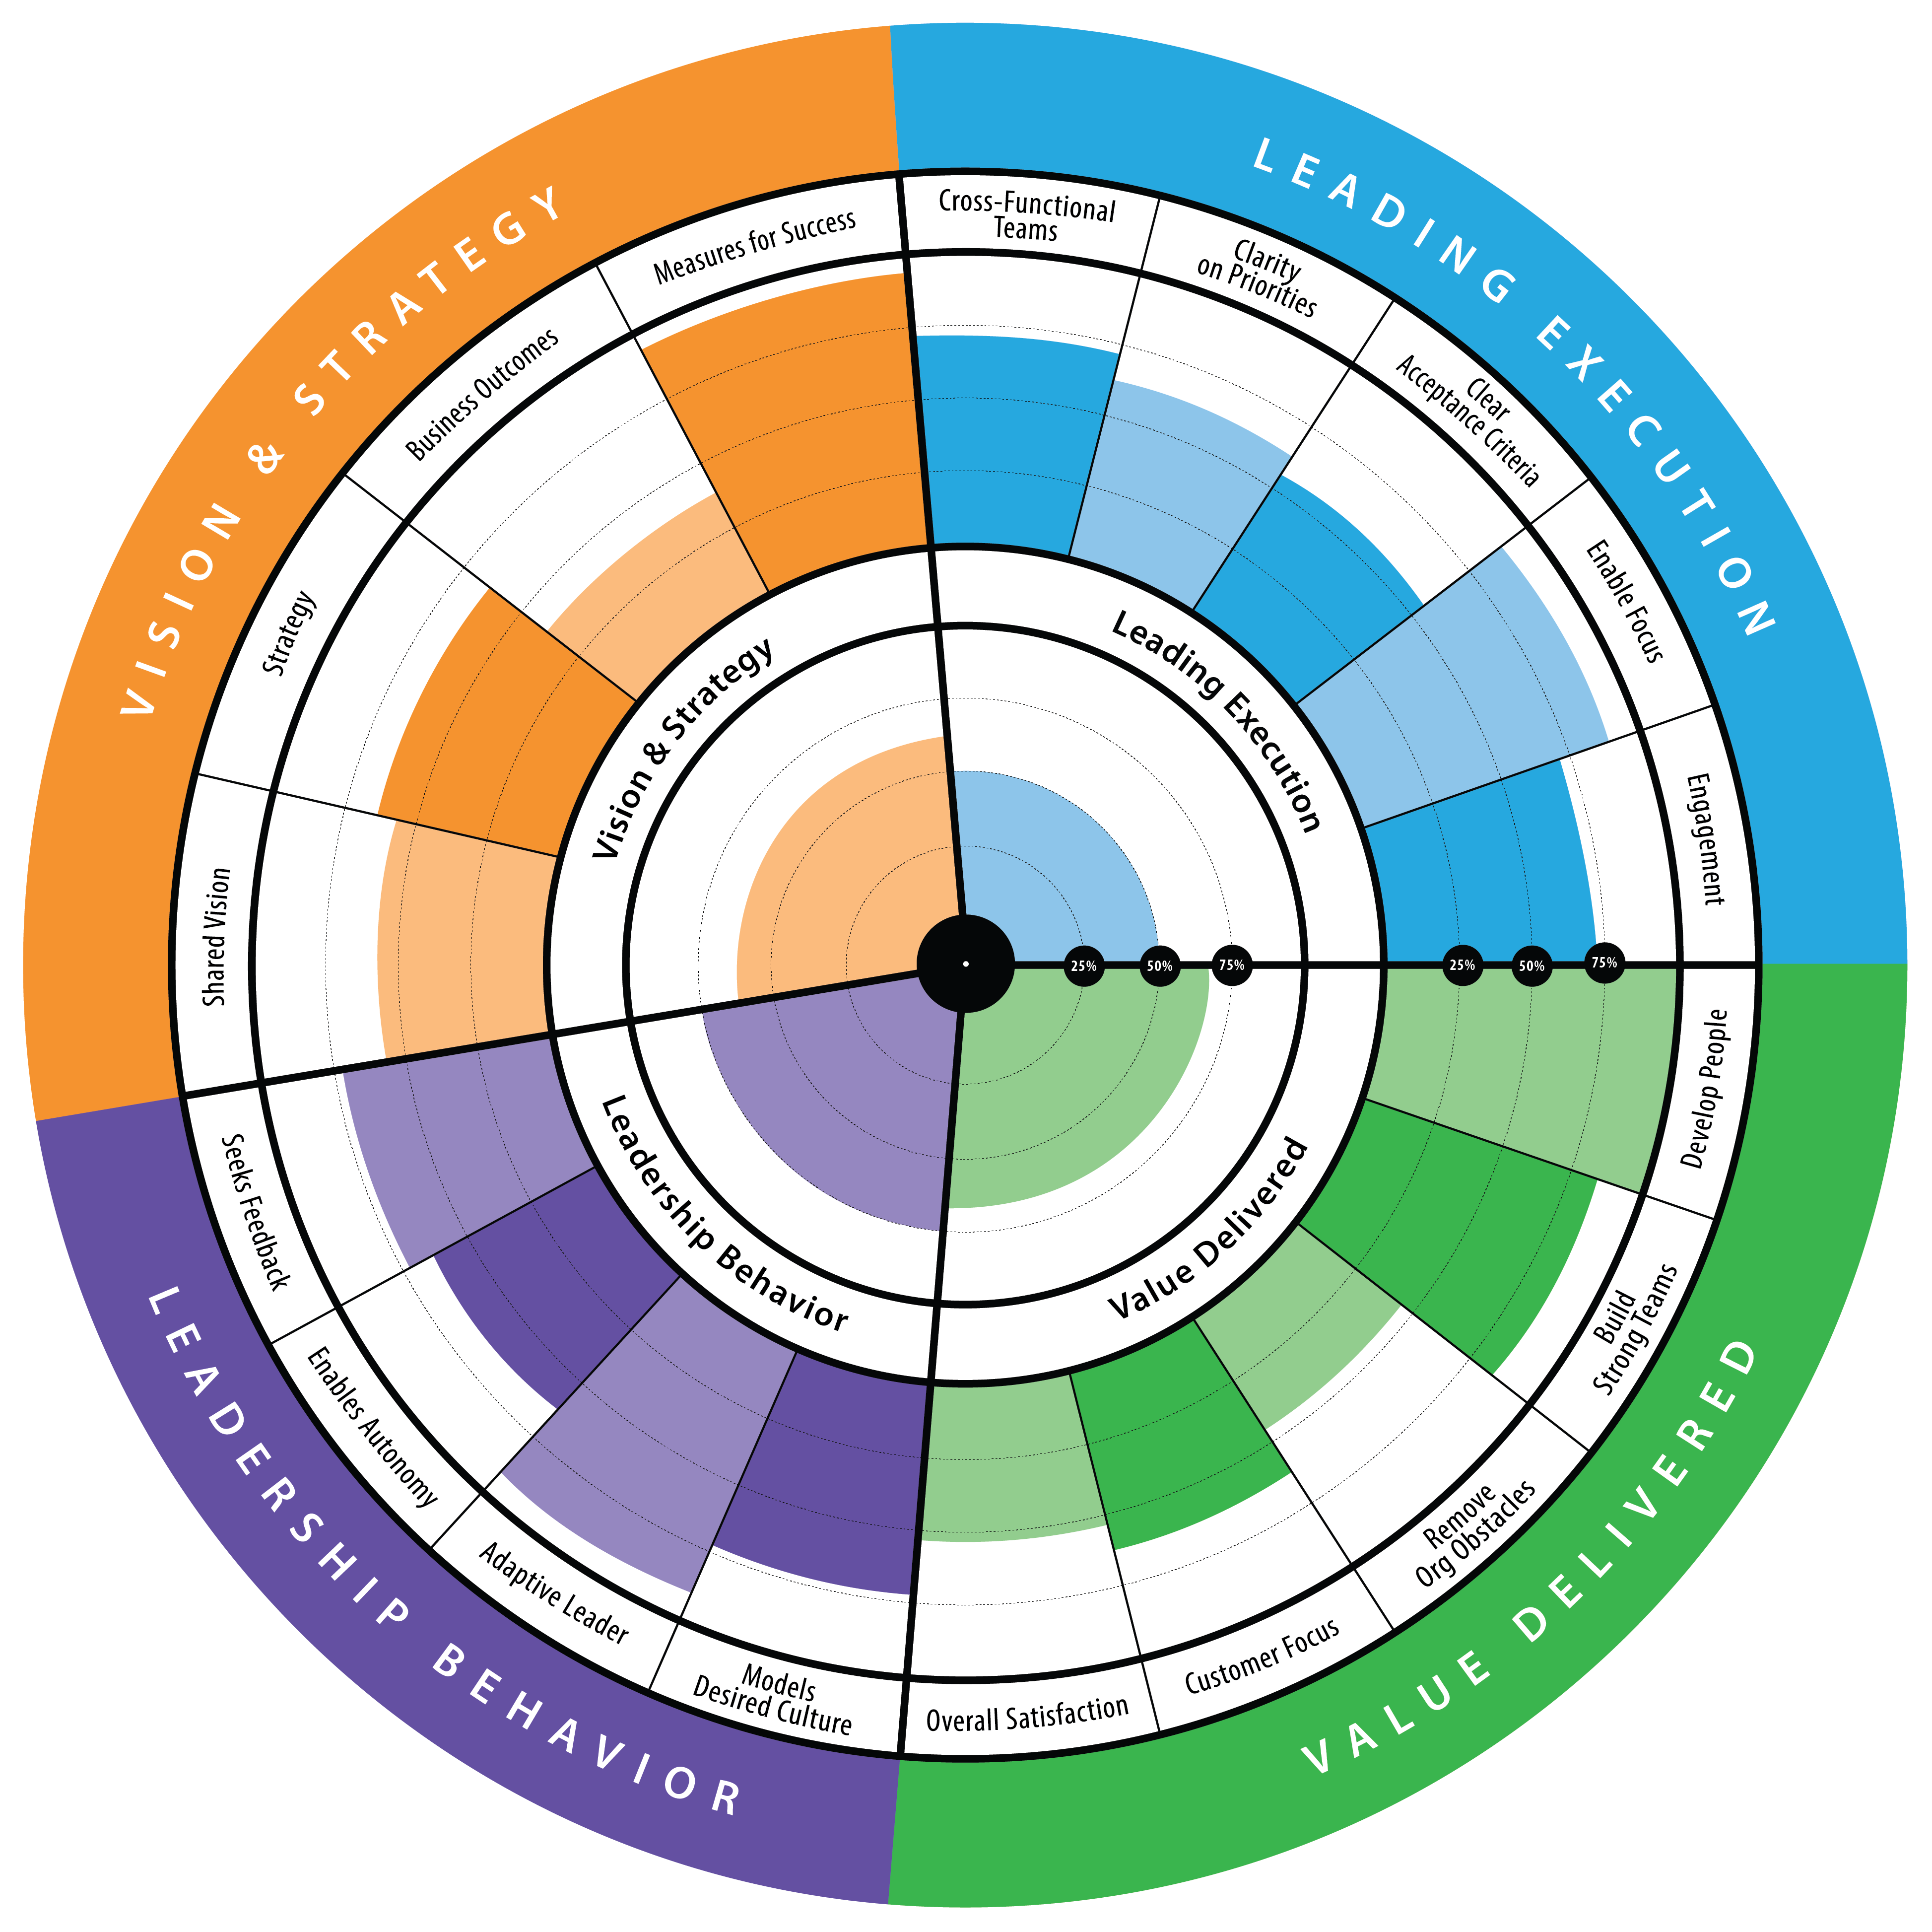 VISION & STRATEGY
LEADING EXECUTION
VALUE DELIVERED
LEADERSHIP BEHAVIOR
Measures for Success
Business Outcomes
Strategy
Shared Vision
Cross-Functional
Teams
Clarity
on Priorities
Clear
Acceptance Criteria
Enable Focus
Engagement
Develop People
Build
Strong Teams
Remove
Org Obstacles
Customer Focus
Overall Satisfaction
Models
Desired Culture
Adaptive Leader
Enables Autonomy
Seeks Feedback
Vision & Strategy
Leading Execution
Value Delivered
Leadership Behavior
25% 50% 75% 25% 50% 75%